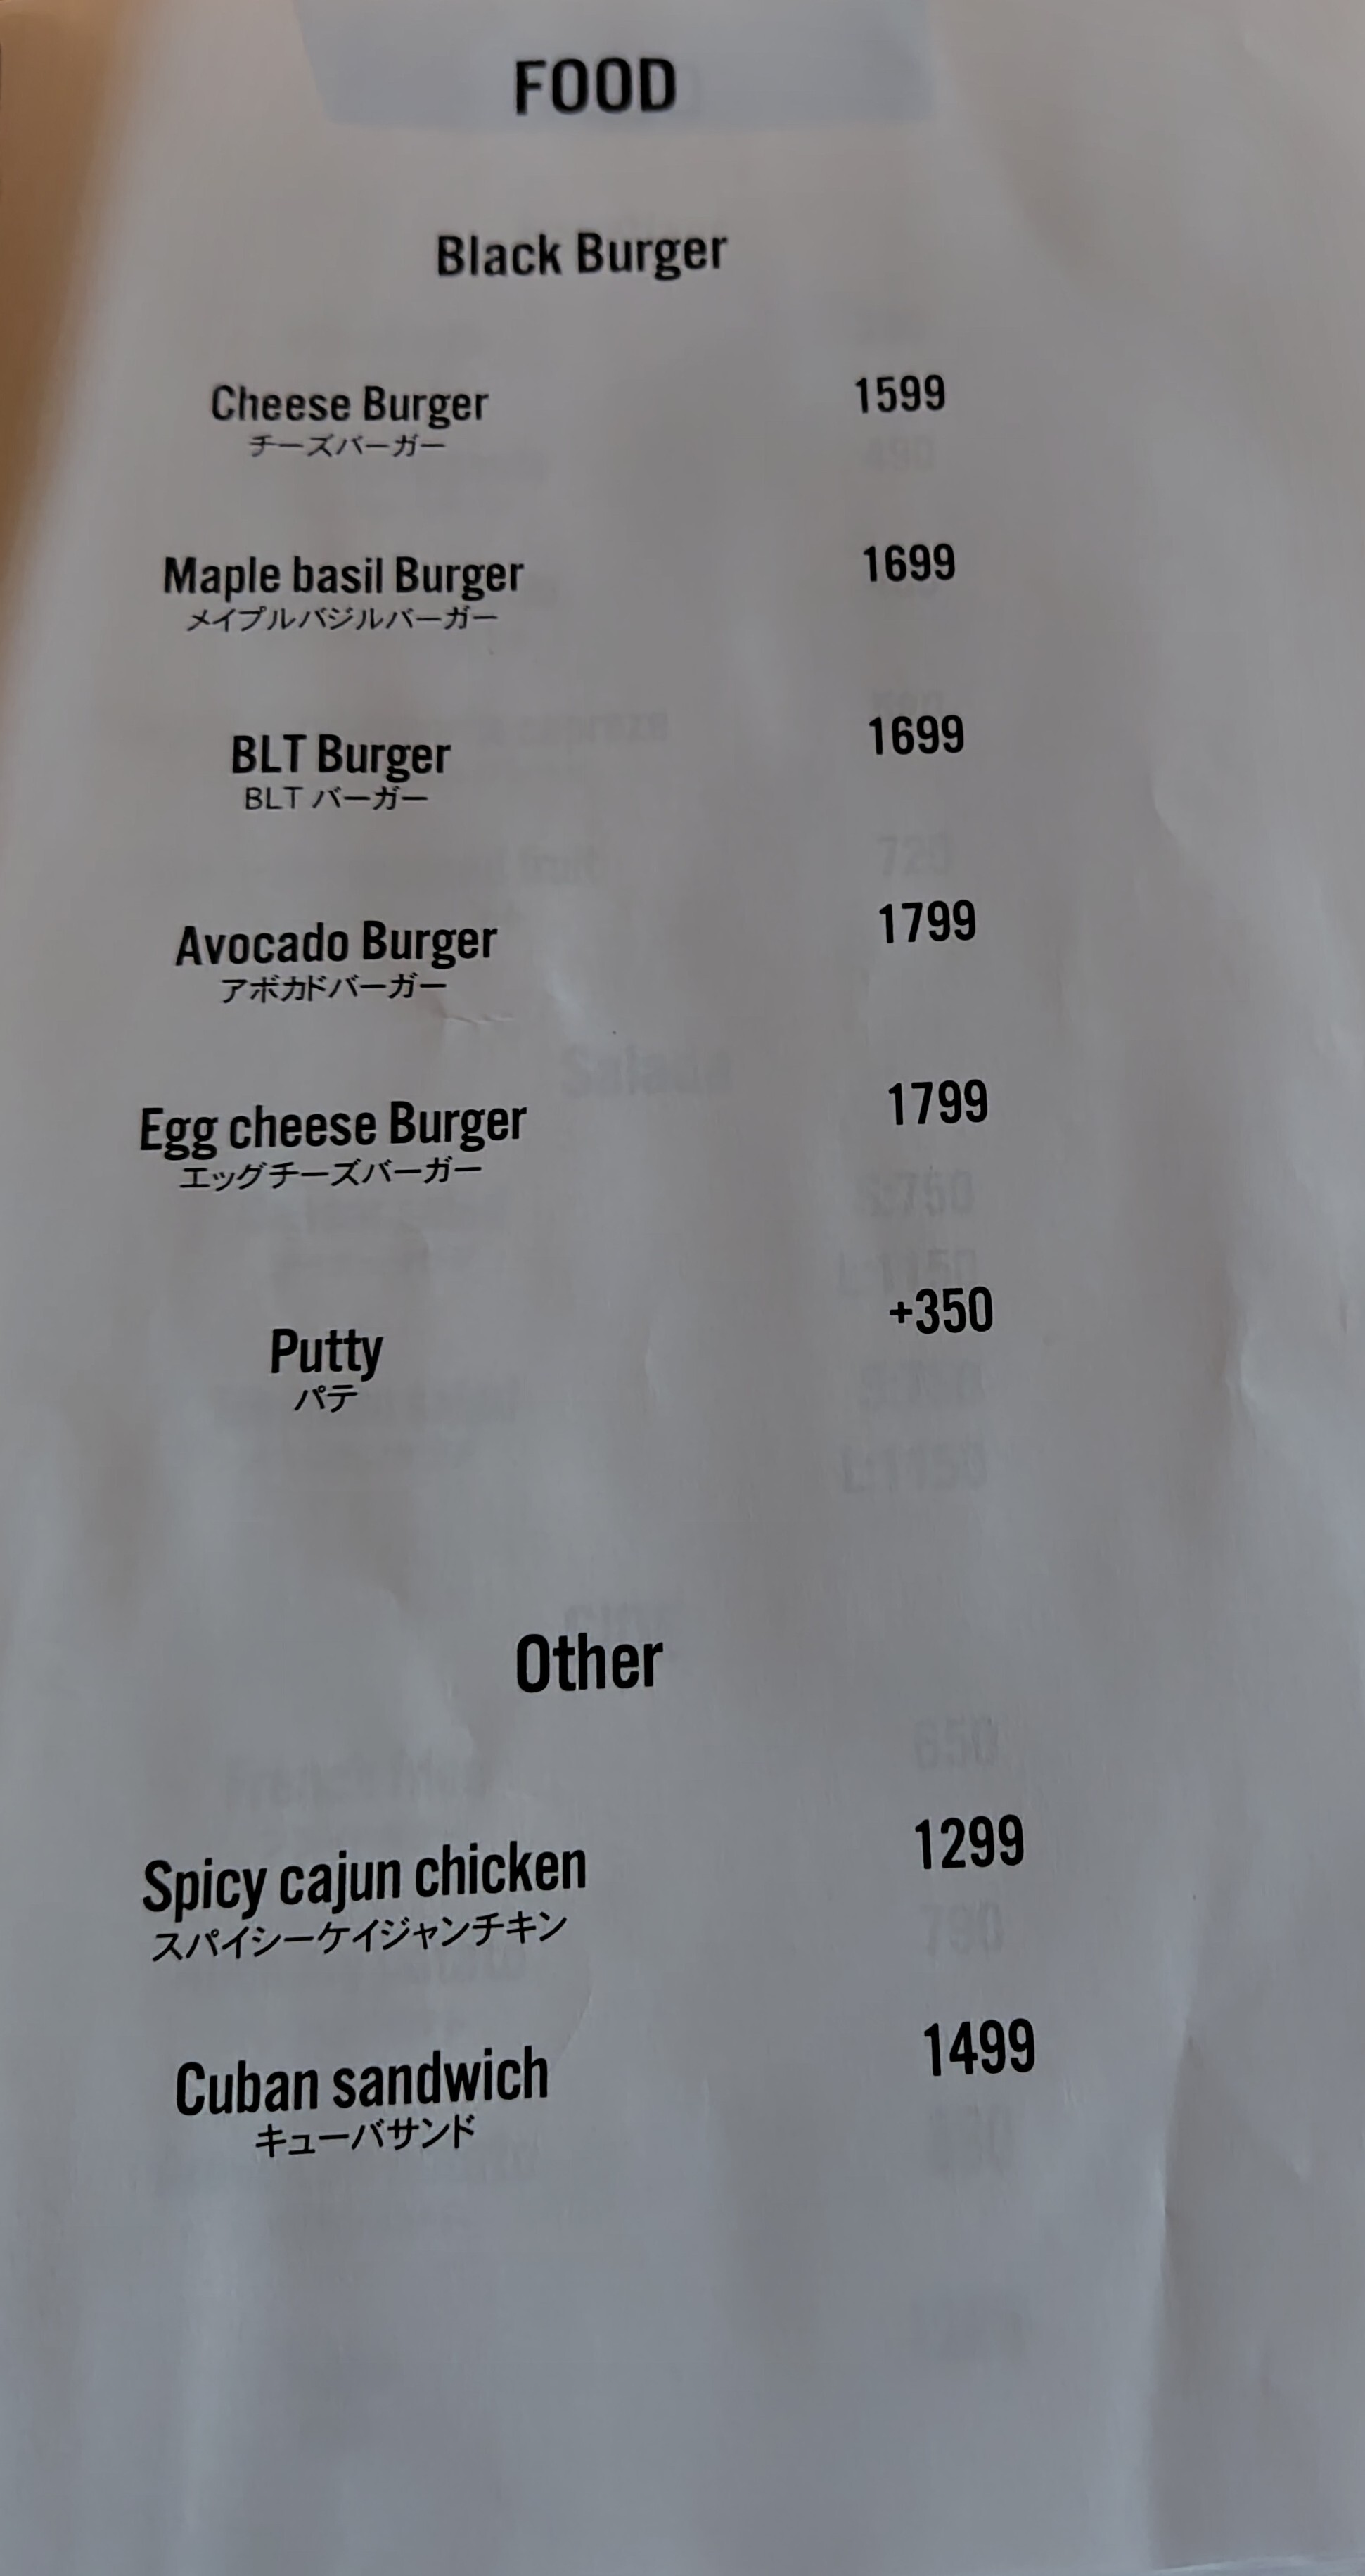 FOOD
Black Burger
Cheese Burger 1599
チーズバーガー
Maple basil Burger 1699
メイプルバジルバーガー
BLT Burger 1699
BLT バーガー
Avocado Burger 1799
アボカドバーガー
Egg cheese Burger 1799
エッグチーズバーガー
Putty +350
パテ
Other
Spicy cajun chicken 1299
スパイシーケイジャンチキン
Cuban sandwich 1499
キューバサンド